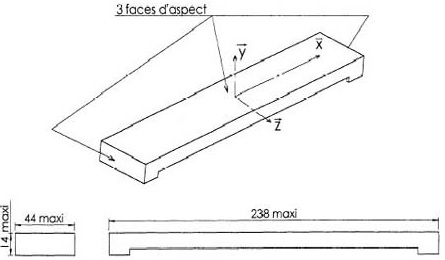 3 faces d'aspect
y
x
z
44 maxi
238 maxi
14 maxi